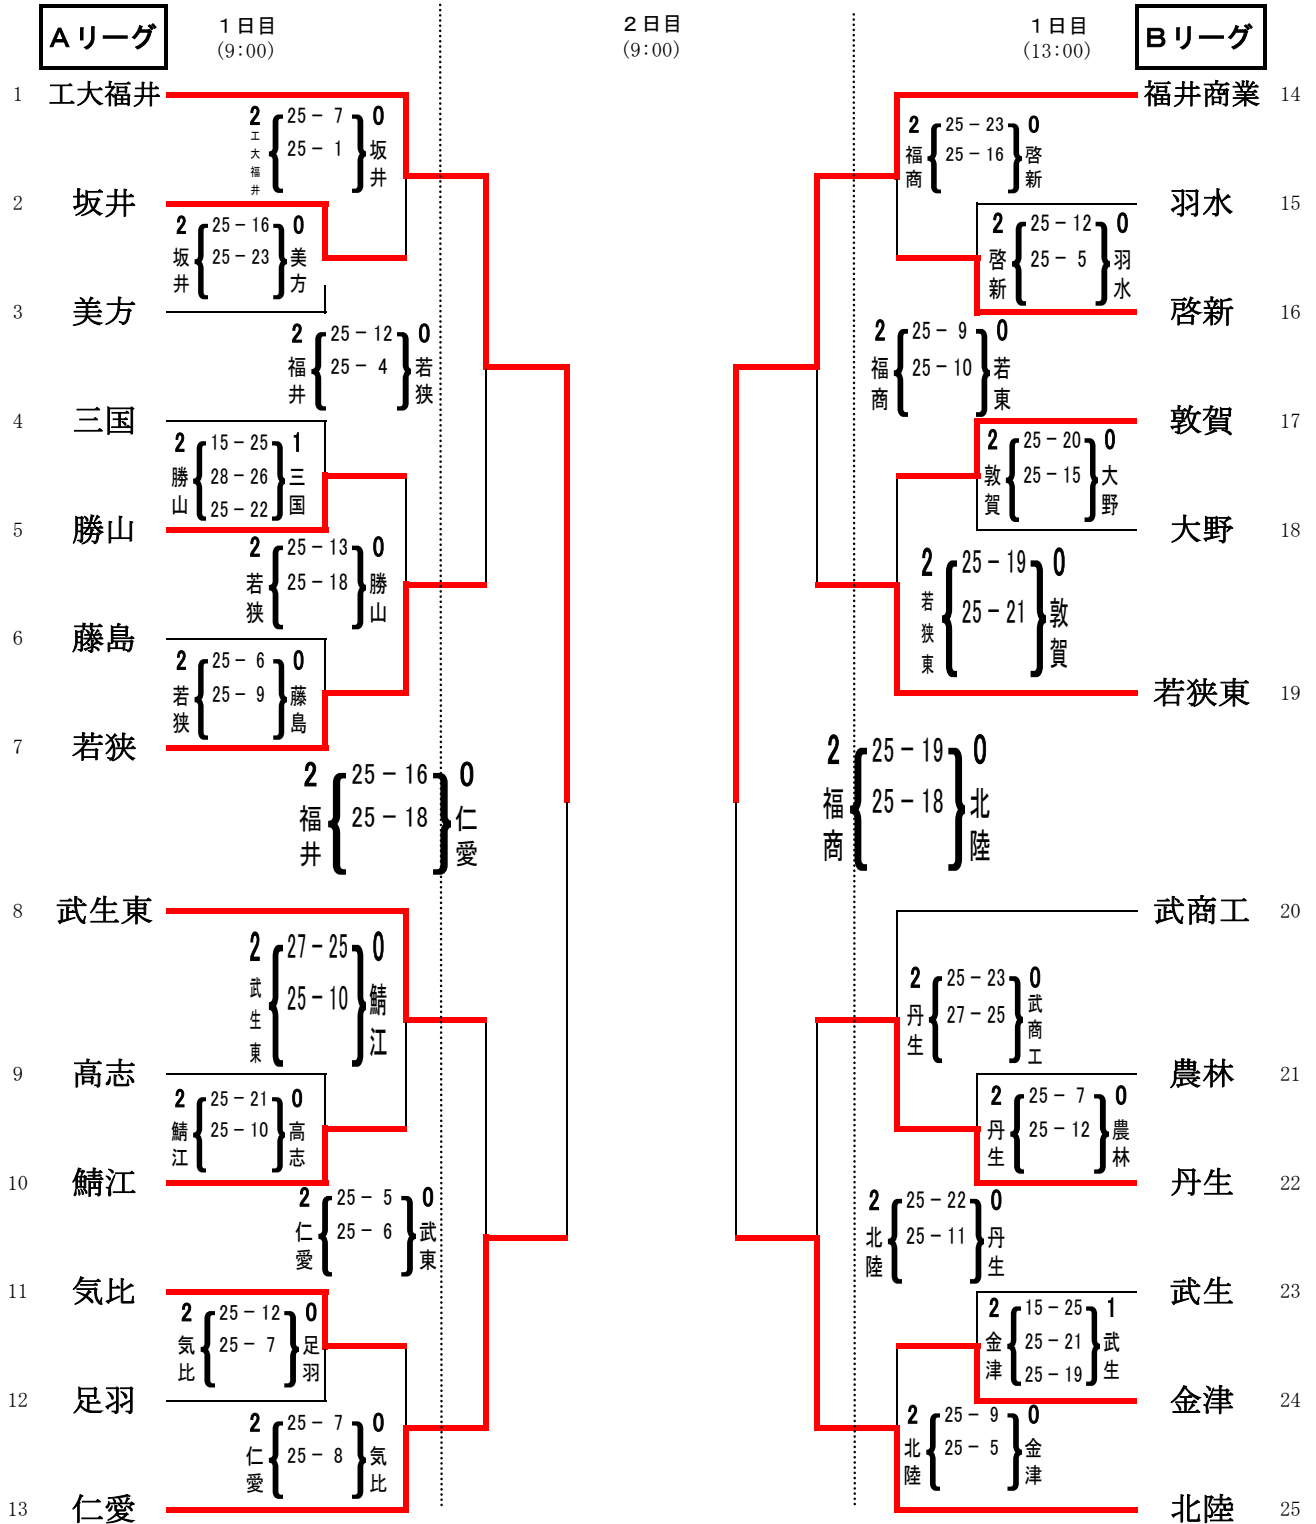 Aリーグ
1日目
(9:00)
2日目
(9:00)
1日目
(13:00)
Bリーグ
1 工大福井
2 坂井
3 美方
4 三国
5 勝山
6 藤島
7 若狭
8 武生東
9 高志
10 鯖江
11 気比
12 足羽
13 仁愛
2 工大福井 25－7 25－1 0 坂井
2 坂井 25－16 25－23 0 美方
2 福井 25－12 25－4 0 若狭
2 勝山 15－25 28－26 25－22 1 三国
2 若狭 25－13 25－18 0 勝山
2 若狭 25－6 25－9 0 藤島
2 福井 25－16 25－18 0 仁愛
2 武生東 27－25 25－10 0 鯖江
2 鯖江 25－21 25－10 0 高志
2 仁愛 25－5 25－6 0 武東
2 気比 25－12 25－7 0 足羽
2 仁愛 25－7 25－8 0 気比
福井商業 14
羽水 15
啓新 16
敦賀 17
大野 18
若狭東 19
武商工 20
農林 21
丹生 22
武生 23
金津 24
北陸 25
2 福商 25－23 25－16 0 啓新
2 啓新 25－12 25－5 0 羽水
2 福商 25－9 25－10 0 若東
2 敦賀 25－20 25－15 0 大野
2 若狭東 25－19 25－21 0 敦賀
2 福商 25－19 25－18 0 北陸
2 丹生 25－23 27－25 0 武商工
2 丹生 25－7 25－12 0 農林
2 北陸 25－22 25－11 0 丹生
2 金津 15－25 25－21 25－19 1 武生
2 北陸 25－9 25－5 0 金津